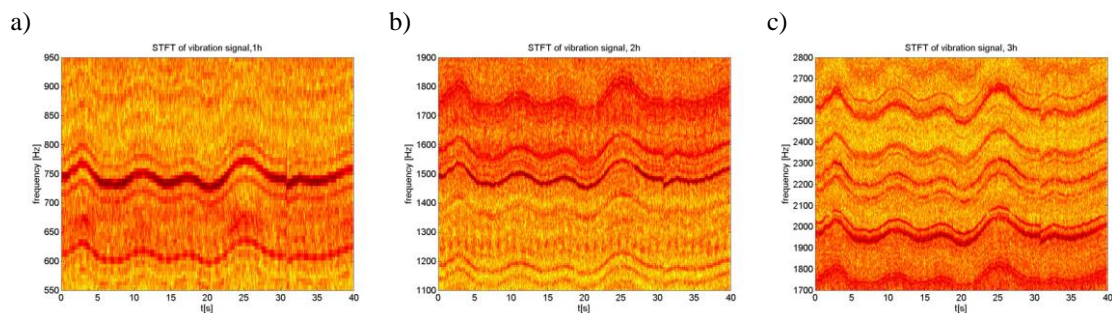 a)
STFT of vibration signal,1h
950
900
850
800
750
700
650
600
550
frequency [Hz]
0 5 10 15 20 25 30 35 40
t[s]
b)
STFT of vibration signal, 2h
1900
1800
1700
1600
1500
1400
1300
1200
1100
frequency [Hz]
0 5 10 15 20 25 30 35 40
t[s]
c)
STFT of vibration signal, 3h
2800
2700
2600
2500
2400
2300
2200
2100
2000
1900
1800
1700
frequency [Hz]
0 5 10 15 20 25 30 35 40
t[s]